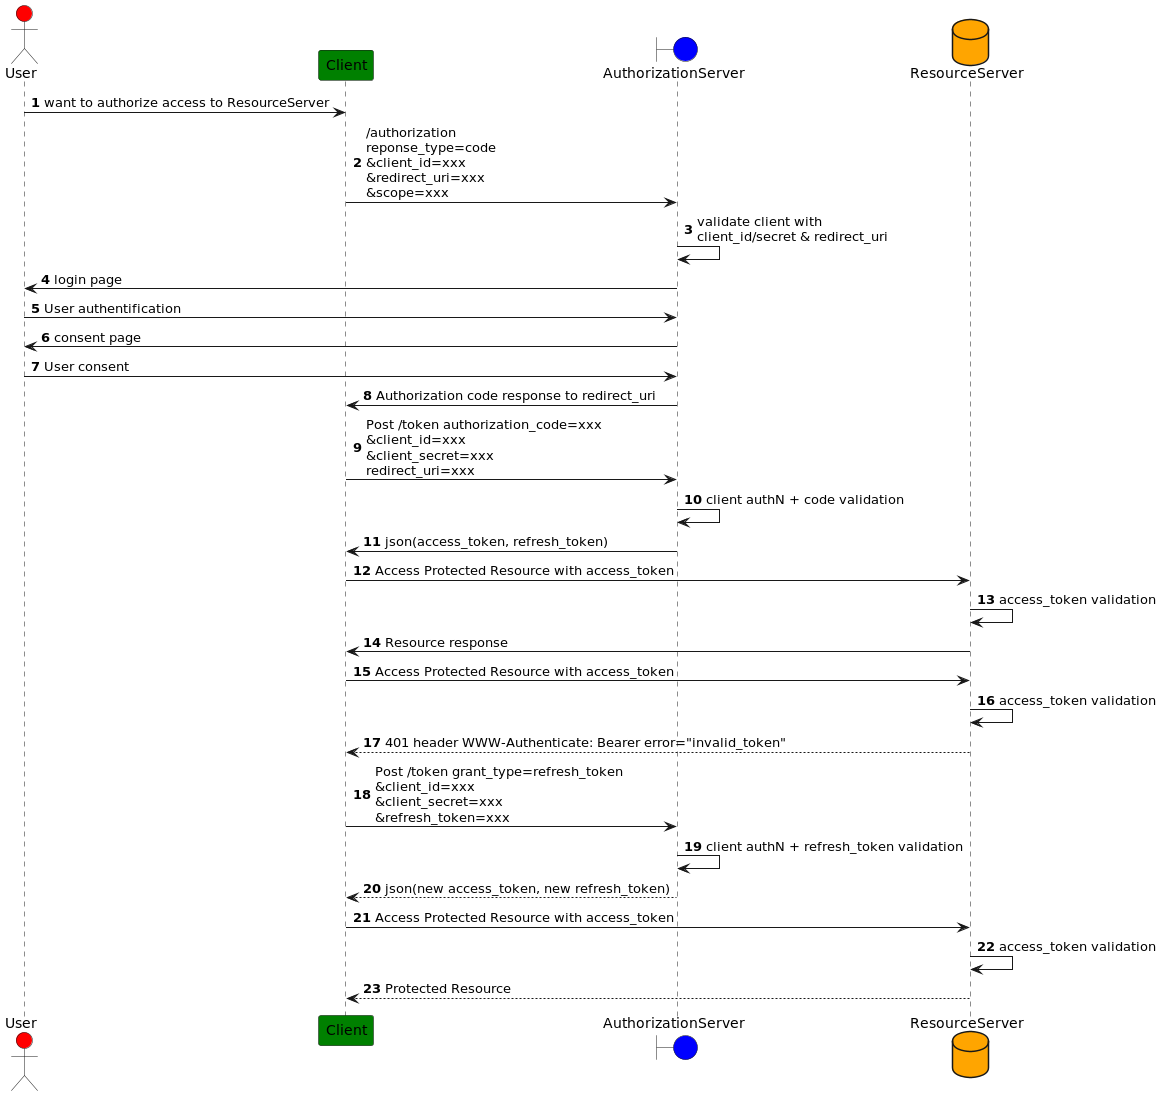 User
Client
AuthorizationServer
ResourceServer
1 want to authorize access to ResourceServer
/authorization
reponse_type=code
2 &client_id=xxx
&redirect_uri=xxx
&scope=xxx
validate client with
3 client_id/secret & redirect_uri
4 login page
5 User authentification
6 consent page
7 User consent
8 Authorization code response to redirect_uri
Post /token authorization_code=xxx
&client_id=xxx
9 &client_secret=xxx
redirect_uri=xxx
10 client authN + code validation
11 json(access_token, refresh_token)
12 Access Protected Resource with access_token
13 access_token validation
14 Resource response
15 Access Protected Resource with access_token
16 access_token validation
17 401 header WWW-Authenticate: Bearer error="invalid_token"
Post /token grant_type=refresh_token
&client_id=xxx
18 &client_secret=xxx
&refresh_token=xxx
19 client authN + refresh_token validation
20 json(new access_token, new refresh_token)
21 Access Protected Resource with access_token
22 access_token validation
23 Protected Resource
User
Client
AuthorizationServer
ResourceServer